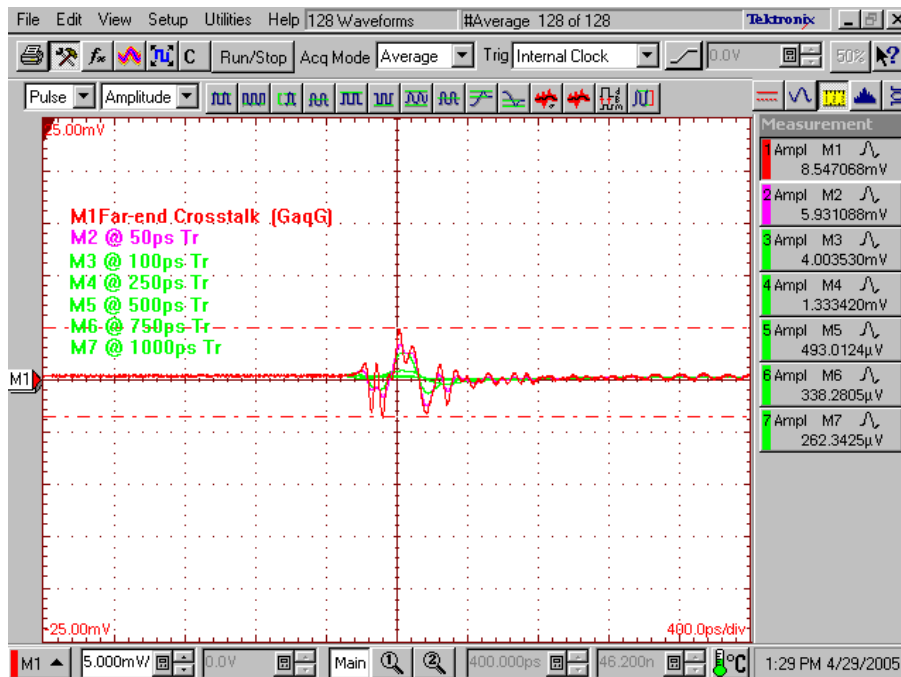 File Edit View Setup Utilities Help 128 Waveforms #Average 128 of 128 Tektronix
C Run/Stop Acq Mode Average Trig Internal Clock 0.0V 50%
Pulse Amplitude
25.00mV
Measurement
1 Ampl M1
8.547068mV
2 Ampl M2
5.931088mV
3 Ampl M3
4.003530mV
4 Ampl M4
1.333420mV
5 Ampl M5
493.0124µV
6 Ampl M6
338.2805µV
7 Ampl M7
262.3425µV
M1Far-end Crosstalk (GaqG)
M2 @ 50ps Tr
M3 @ 100ps Tr
M4 @ 250ps Tr
M5 @ 500ps Tr
M6 @ 750ps Tr
M7 @ 1000ps Tr
M1
-25.00mV 400.0ps/div
M1 5.000mV/ 0.0V Main 1 2 400.000ps 46.200n °C 1:29 PM 4/29/2005